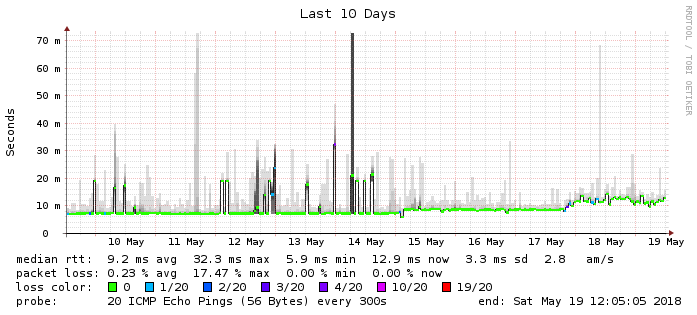 Last 10 Days
RRDTOOL / TOBI OETIKER
Seconds
70 m
60 m
50 m
40 m
30 m
20 m
10 m
0
10 May 11 May 12 May 13 May 14 May 15 May 16 May 17 May 18 May 19 May
median rtt: 9.2 ms avg 32.3 ms max 5.9 ms min 12.9 ms now 3.3 ms sd 2.8 am/s
packet loss: 0.23 % avg 17.47 % max 0.00 % min 0.00 % now
loss color: 0 1/20 2/20 3/20 4/20 10/20 19/20
probe: 20 ICMP Echo Pings (56 Bytes) every 300s end: Sat May 19 12:05:05 2018